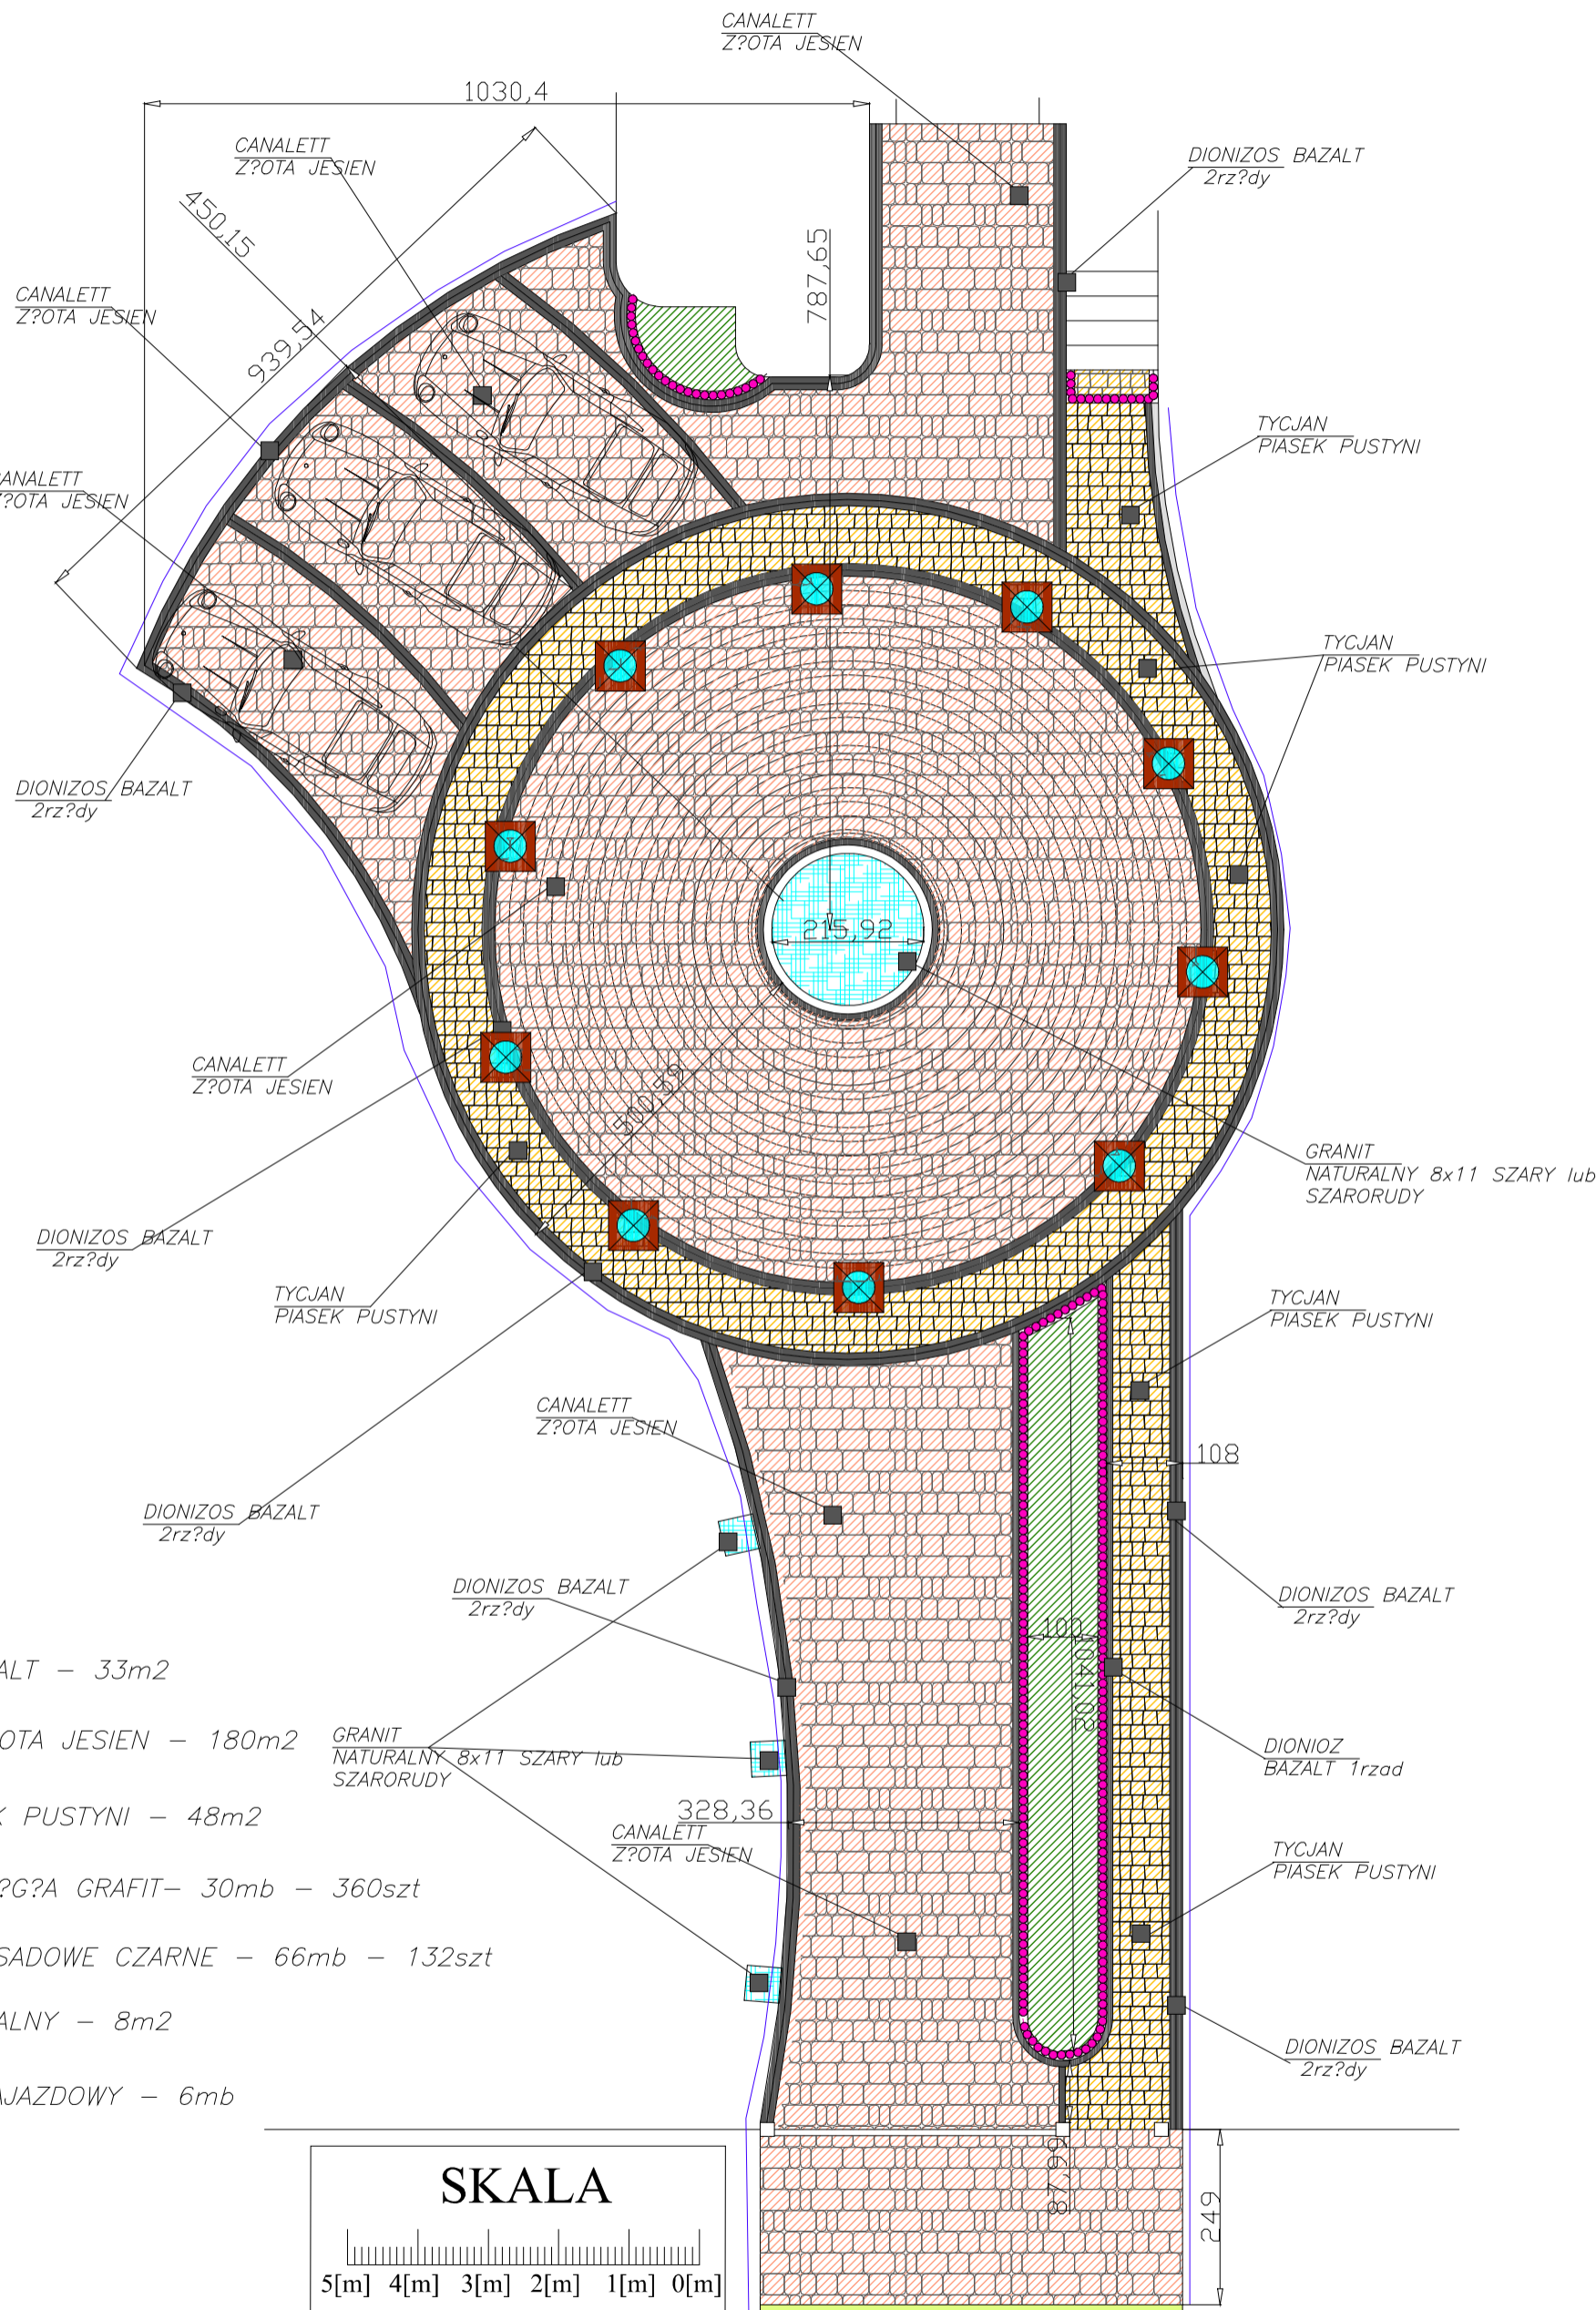 CANALETT
Z?OTA JESIEN
1030,4
CANALETT
Z?OTA JESIEN
DIONIZOS BAZALT
2rz?dy
450,15
787,65
CANALETT
Z?OTA JESIEN
939,54
TYCJAN
PIASEK PUSTYNI
CANALETT
Z?OTA JESIEN
TYCJAN
PIASEK PUSTYNI
DIONIZOS BAZALT
2rz?dy
215,92
CANALETT
Z?OTA JESIEN
500,59
GRANIT
NATURALNY 8x11 SZARY lub
SZARORUDY
DIONIZOS BAZALT
2rz?dy
TYCJAN
PIASEK PUSTYNI
TYCJAN
PIASEK PUSTYNI
CANALETT
Z?OTA JESIEN
108
DIONIZOS BAZALT
2rz?dy
DIONIZOS BAZALT
2rz?dy
DIONIZOS BAZALT
2rz?dy
1041,02
ALT - 33m2
OTA JESIEN - 180m2
GRANIT
NATURALNY 8x11 SZARY lub
SZARORUDY
DIONIOZ
BAZALT 1rzad
K PUSTYNI - 48m2
328,36
CANALETT
Z?OTA JESIEN
TYCJAN
PIASEK PUSTYNI
?G?A GRAFIT- 30mb - 360szt
SADOWE CZARNE - 66mb - 132szt
ALNY - 8m2
DIONIZOS BAZALT
2rz?dy
AJAZDOWY - 6mb
66,78
249
SKALA
5[m] 4[m] 3[m] 2[m] 1[m] 0[m]